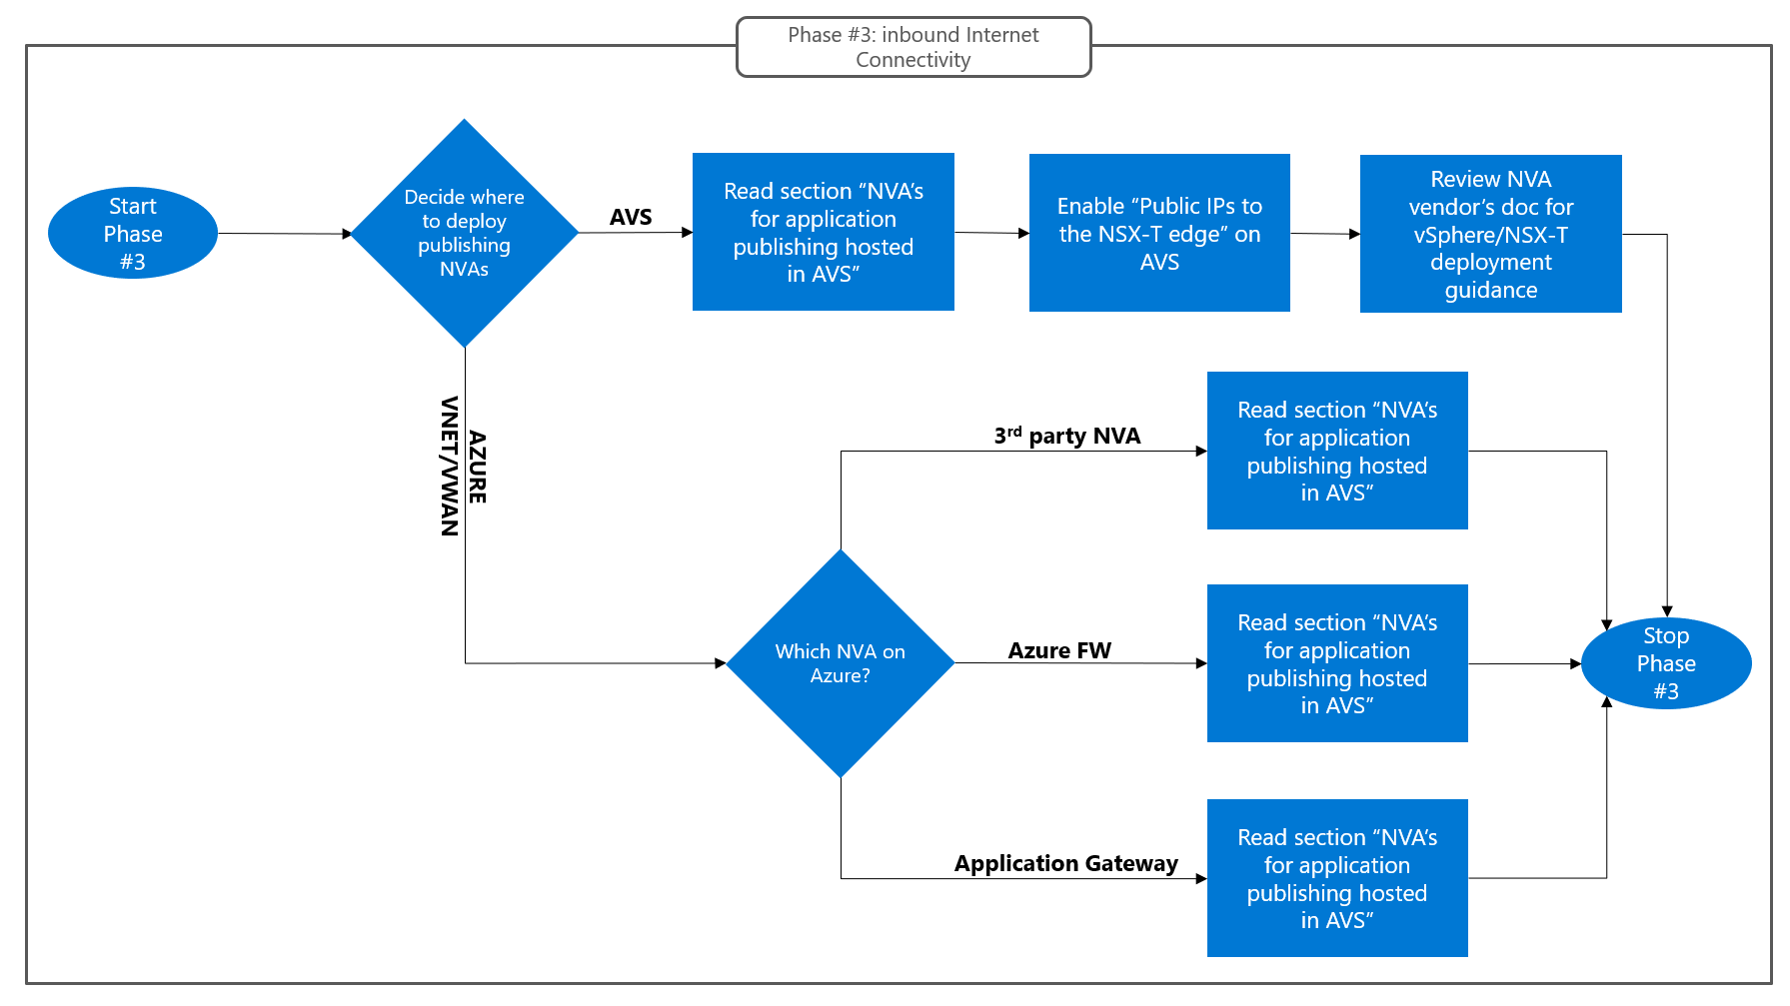 Phase #3: inbound Internet
Connectivity
Start
Phase
#3
Decide where
to deploy
publishing
NVAs
AVS
Read section “NVA’s
for application
publishing hosted
in AVS”
Enable “Public IPs to
the NSX-T edge” on
AVS
Review NVA
vendor’s doc for
vSphere/NSX-T
deployment
guidance
AZURE
VNET/VWAN
Which NVA on
Azure?
3rd party NVA
Read section “NVA’s
for application
publishing hosted
in AVS”
Azure FW
Read section “NVA’s
for application
publishing hosted
in AVS”
Application Gateway
Read section “NVA’s
for application
publishing hosted
in AVS”
Stop
Phase
#3